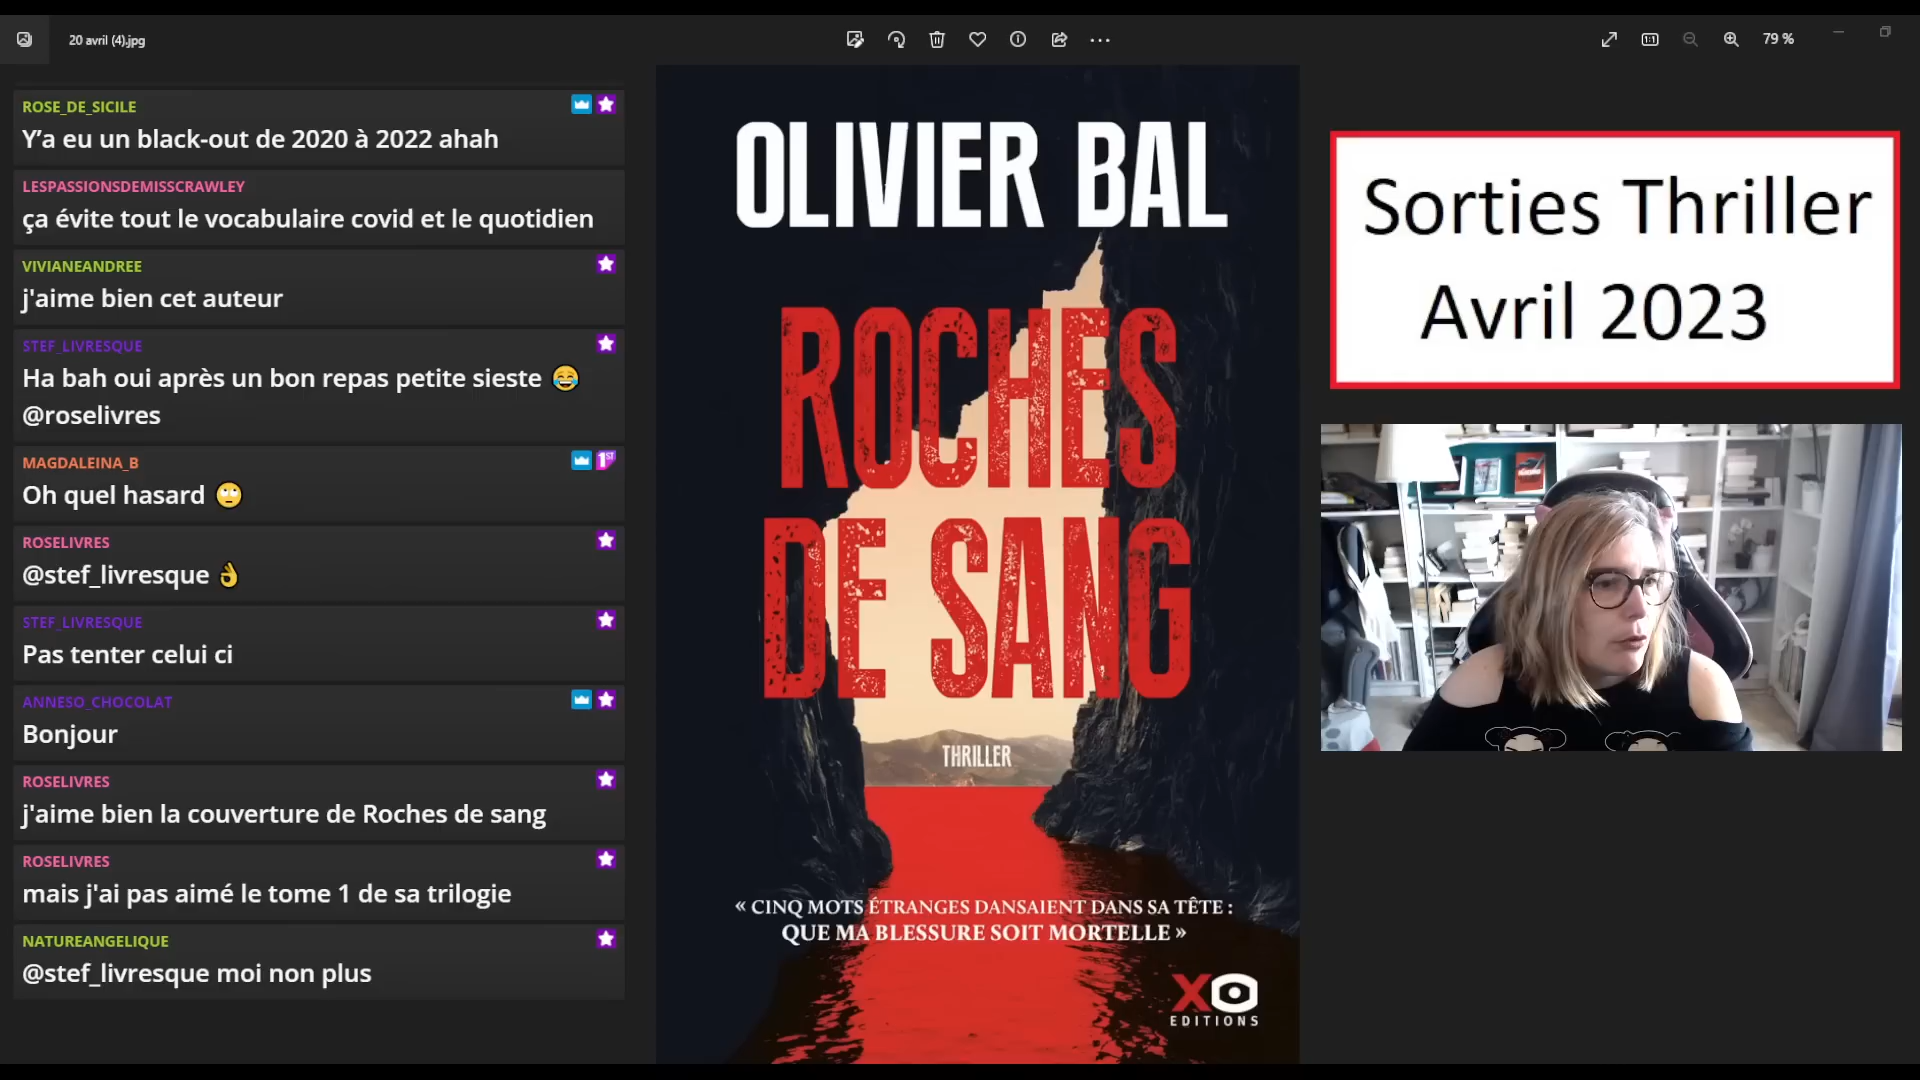 20 avril (4).jpg
79 %
ROSE_DE_SICILE
Y'a eu un black-out de 2020 à 2022 ahah
LESPASSIONSDEMISSCRAWLEY
ça évite tout le vocabulaire covid et le quotidien
VIVIANEANDREE
j'aime bien cet auteur
STEF_LIVRESQUE
Ha bah oui après un bon repas petite sieste 😂
@roselivres
MAGDALEINA_B
1ST
Oh quel hasard 🙄
ROSELIVRES
@stef_livresque 👌
STEF_LIVRESQUE
Pas tenter celui ci
ANNESO_CHOCOLAT
Bonjour
ROSELIVRES
j'aime bien la couverture de Roches de sang
ROSELIVRES
mais j'ai pas aimé le tome 1 de sa trilogie
NATUREANGELIQUE
@stef_livresque moi non plus
OLIVIER BAL
ROCHES
DE SANG
THRILLER
« CINQ MOTS ÉTRANGES DANSAIENT DANS SA TÊTE :
QUE MA BLESSURE SOIT MORTELLE »
XO
EDITIONS
Sorties Thriller
Avril 2023